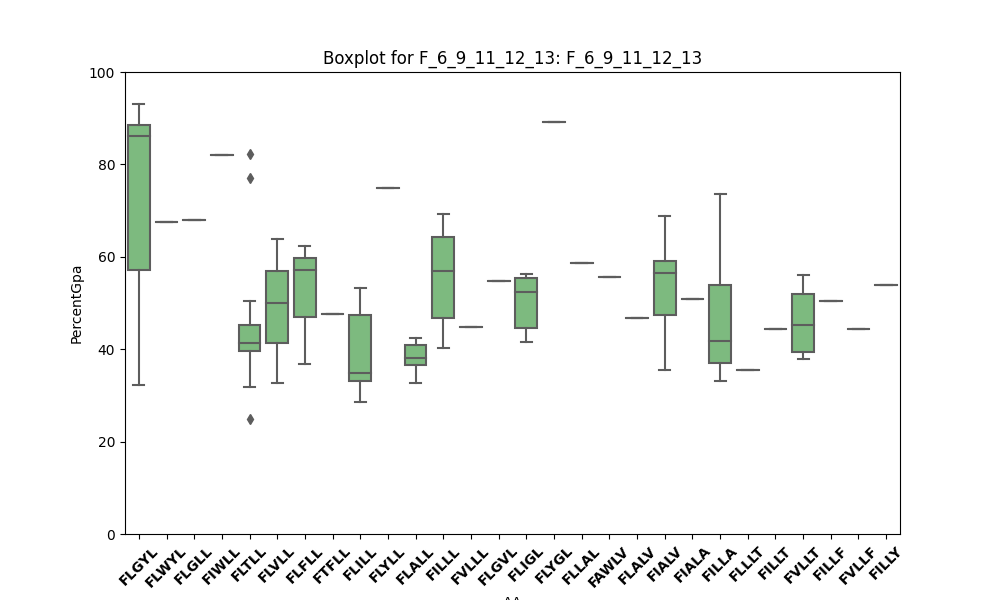 Boxplot for F_6_9_11_12_13: F_6_9_11_12_13
PercentGpa
100
80
60
40
20
0
FLGYL
FLWYL
FLGLL
FIWLL
FLTLL
FLVLL
FLFLL
FTFLL
FLILL
FLYLL
FLALL
FILLL
FVLLL
FLGVL
FLIGL
FLYGL
FLLAL
FAWLV
FLALV
FIALV
FIALA
FILLA
FLLLT
FILLT
FVLLT
FILLF
FVLLF
FILLY